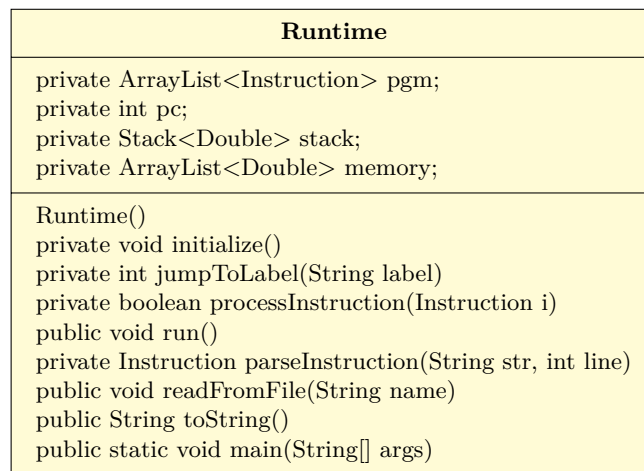 Runtime
private ArrayList<Instruction> pgm;
private int pc;
private Stack<Double> stack;
private ArrayList<Double> memory;
Runtime()
private void initialize()
private int jumpToLabel(String label)
private boolean processInstruction(Instruction i)
public void run()
private Instruction parseInstruction(String str, int line)
public void readFromFile(String name)
public String toString()
public static void main(String[] args)